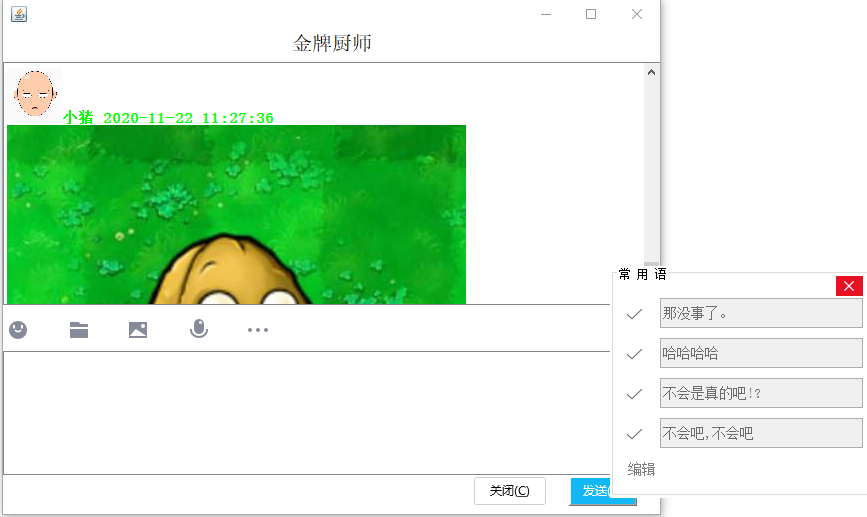 金牌厨师
小猪 2020-11-22 11:27:36
常用语
那没事了。
哈哈哈哈
不会是真的吧!?
不会吧,不会吧
编辑
关闭(C)
发送(